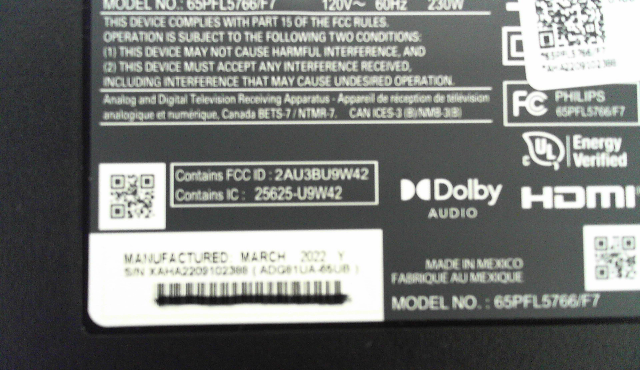 MODEL NO.: 65PFL5766/F7 120V~ 60Hz 230W
THIS DEVICE COMPLIES WITH PART 15 OF THE FCC RULES.
OPERATION IS SUBJECT TO THE FOLLOWING TWO CONDITIONS:
(1) THIS DEVICE MAY NOT CAUSE HARMFUL INTERFERENCE, AND
(2) THIS DEVICE MUST ACCEPT ANY INTERFERENCE RECEIVED,
INCLUDING INTERFERENCE THAT MAY CAUSE UNDESIRED OPERATION.
Analog and Digital Television Receiving Apparatus - Appareil de réception de télévision
analogique et numérique, Canada BETS-7 / NTMR-7. CAN ICES-3 (B)/NMB-3(B)
*65PFL5766/F7
*KAHA2209102388
FC PHILIPS
65PFL5766/F7
c UL Energy
Verified
Contains FCC ID : 2AU3BU9W42
Contains IC : 25625-U9W42
Dolby
AUDIO
HDMI
MANUFACTURED: MARCH 2022 Y
S/N: KAHA2209102388 ( ADG81UA-65UB )
MADE IN MEXICO
FABRIQUE AU MEXIQUE
MODEL NO. : 65PFL5766/F7